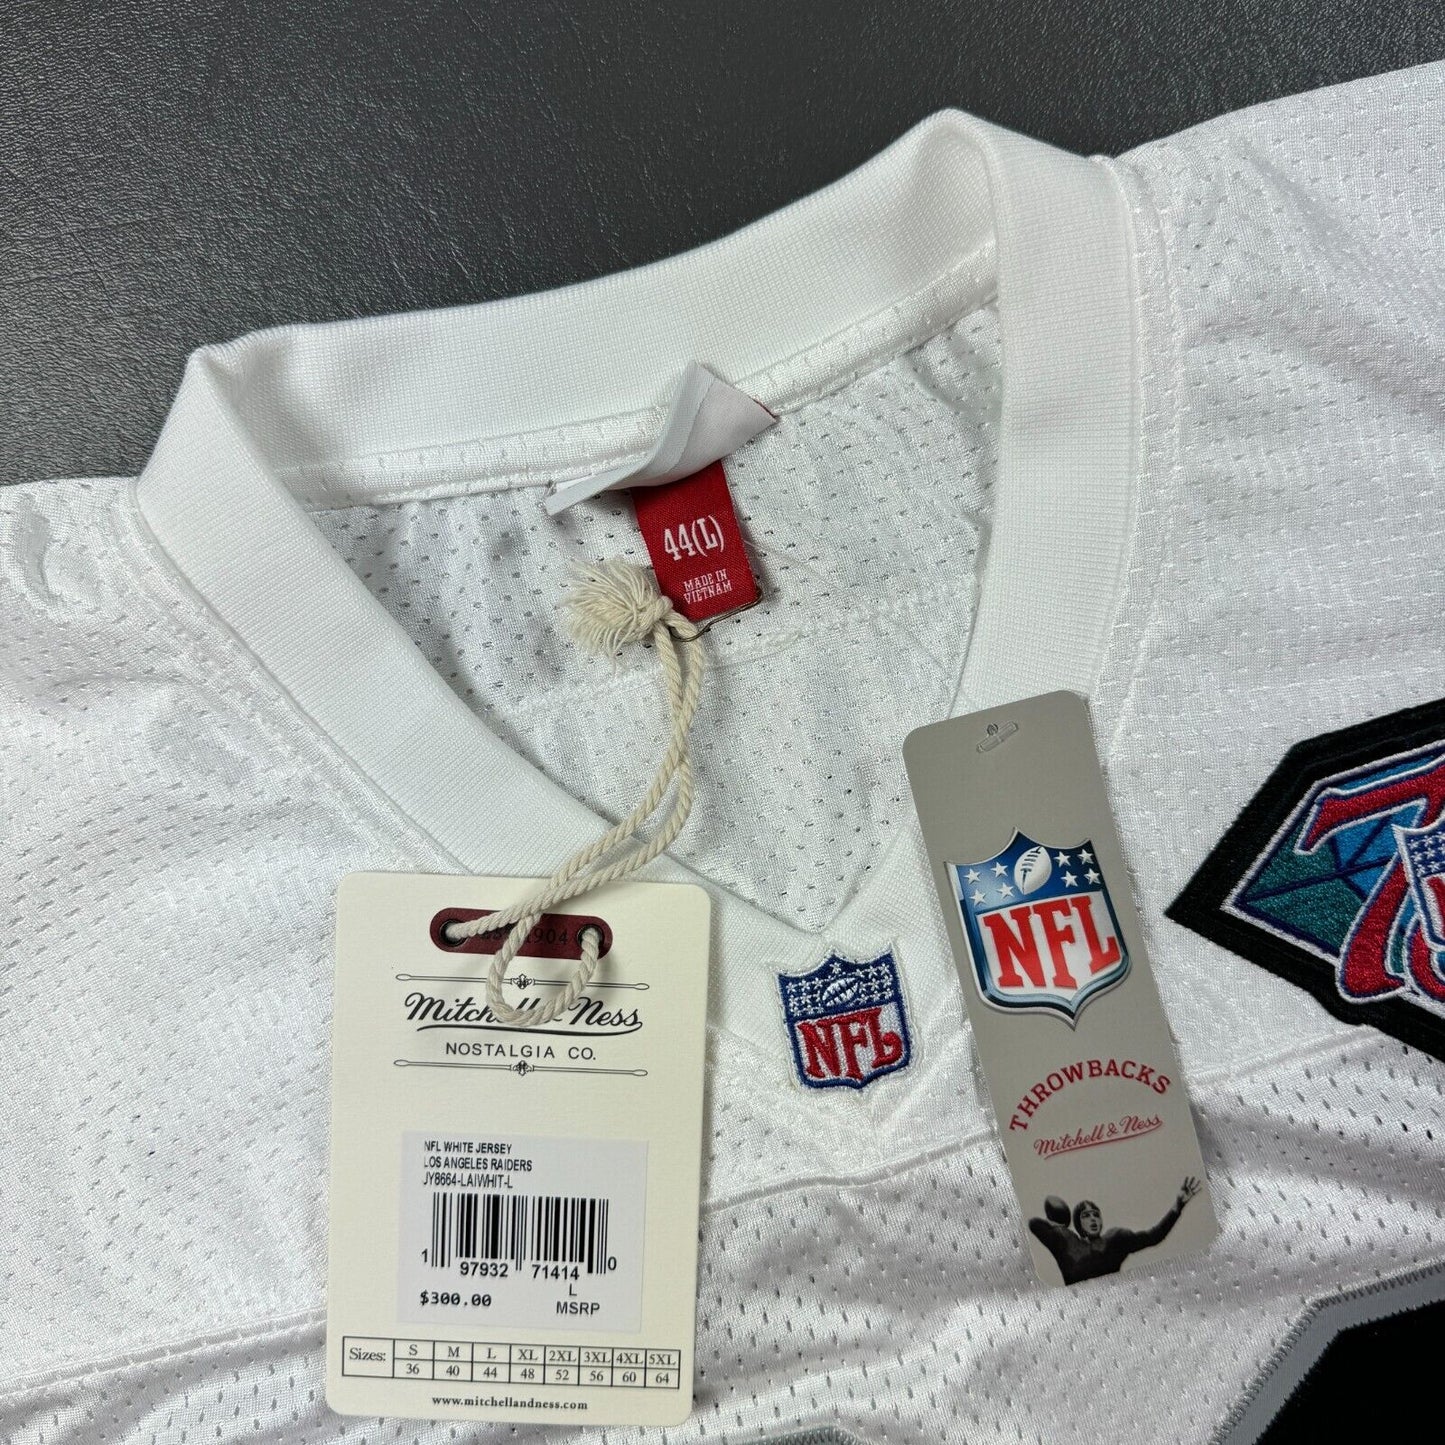 44(L)
MADE IN
VIETNAM
1904
Mitchell & Ness
NOSTALGIA CO.
NFL WHITE JERSEY
LOS ANGELES RAIDERS
JY8664-LAIWHIT-L
1 97932 71414 0
L
$300.00 MSRP
Sizes: S M L XL 2XL 3XL 4XL 5XL
36 40 44 48 52 56 60 64
www.mitchellandness.com
NFL
NFL
THROWBACKS
Mitchell & Ness
75